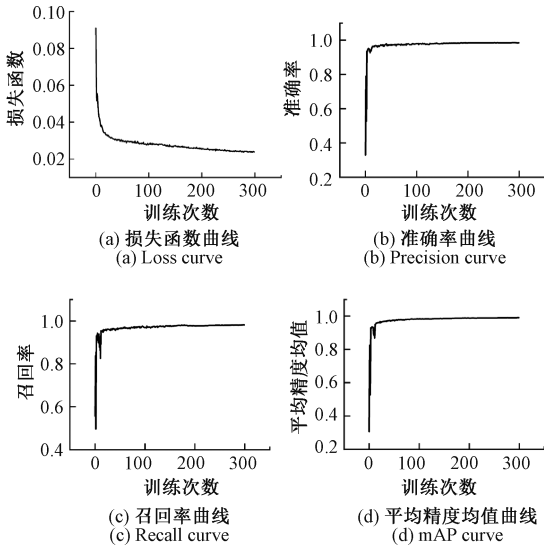 0.10
0.08
0.06
0.04
0.02
损失函数
0 100 200 300
训练次数
(a) 损失函数曲线
(a) Loss curve
1.0
0.8
0.6
0.4
0.2
准确率
0 100 200 300
训练次数
(b) 准确率曲线
(b) Precision curve
1.0
0.8
0.6
0.4
召回率
0 100 200 300
训练次数
(c) 召回率曲线
(c) Recall curve
1.0
0.8
0.6
0.4
0.2
平均精度均值
0 100 200 300
训练次数
(d) 平均精度均值曲线
(d) mAP curve